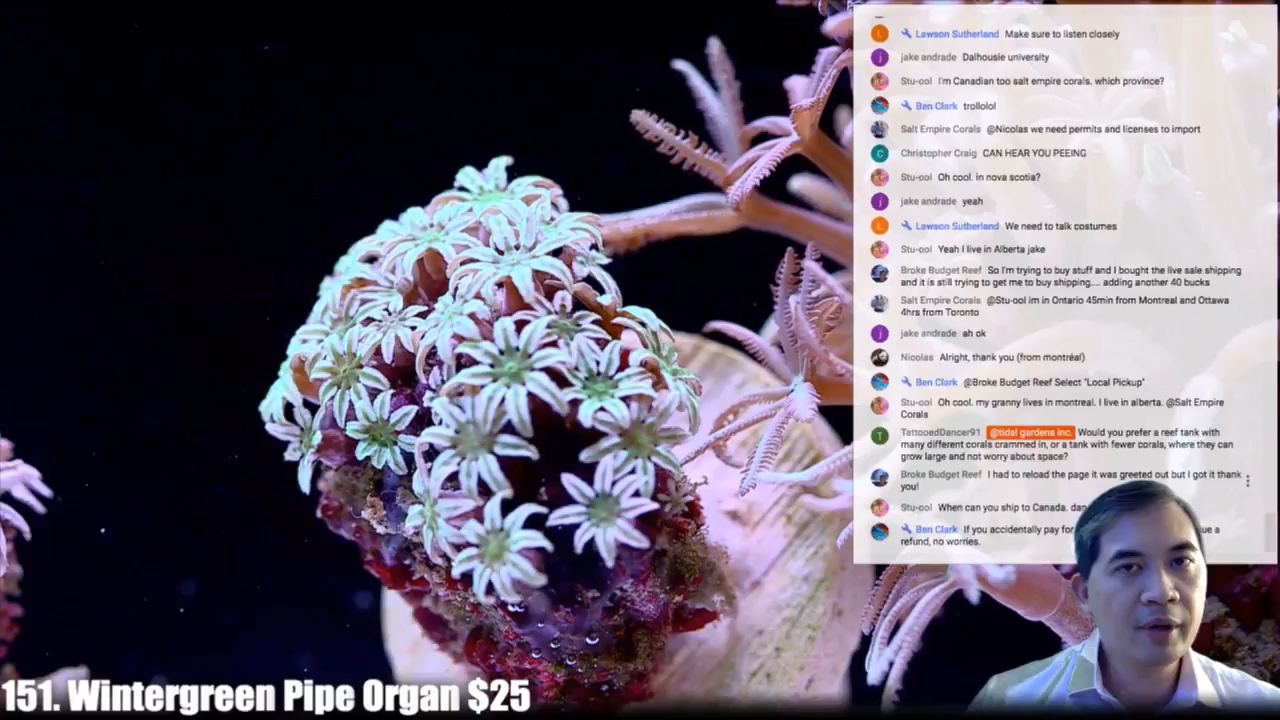 L Lawson Sutherland Make sure to listen closely
j jake andrade Dalhousie university
Stu-ool I'm Canadian too salt empire corals. which province?
Ben Clark trollolol
Salt Empire Corals @Nicolas we need permits and licenses to import
C Christopher Craig CAN HEAR YOU PEEING
Stu-ool Oh cool. in nova scotia?
j jake andrade yeah
L Lawson Sutherland We need to talk costumes
Stu-ool Yeah I live in Alberta jake
Broke Budget Reef So I'm trying to buy stuff and I bought the live sale shipping
and it is still trying to get me to buy shipping.... adding another 40 bucks
Salt Empire Corals @Stu-ool im in Ontario 45min from Montreal and Ottawa
4hrs from Toronto
j jake andrade ah ok
Nicolas Alright, thank you (from montréal)
Ben Clark @Broke Budget Reef Select "Local Pickup"
Stu-ool Oh cool. my granny lives in montreal. I live in alberta. @Salt Empire
Corals
T TattooedDancer91 @tidal gardens inc. Would you prefer a reef tank with
many different corals crammed in, or a tank with fewer corals, where they can
grow large and not worry about space?
Broke Budget Reef I had to reload the page it was greeted out but I got it thank
you!
Stu-ool When can you ship to Canada. dan
Ben Clark If you accidentally pay for ue a
refund, no worries.
151. Wintergreen Pipe Organ $25